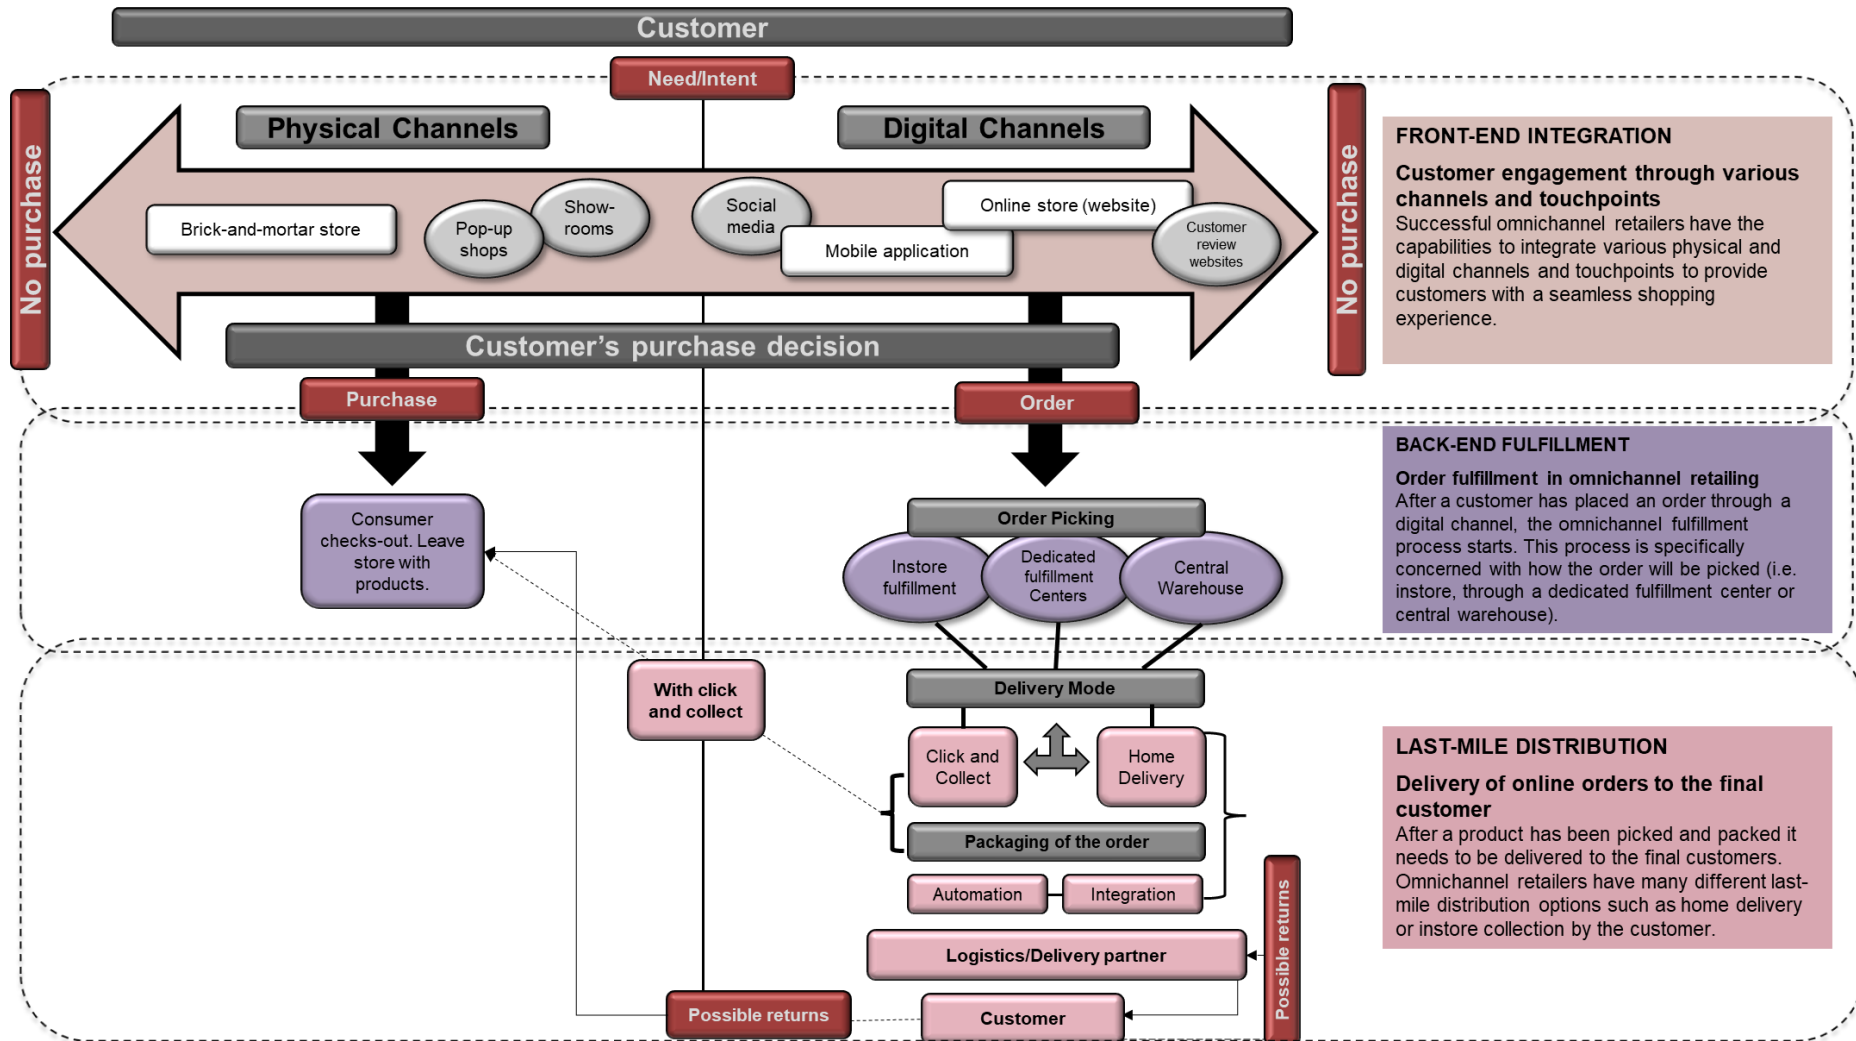 Customer
Need/Intent
Physical Channels
Digital Channels
No purchase
No purchase
Brick-and-mortar store
Pop-up
shops
Show-
rooms
Social
media
Mobile application
Online store (website)
Customer
review
websites
Customer’s purchase decision
Purchase
Order
FRONT-END INTEGRATION
Customer engagement through various
channels and touchpoints
Successful omnichannel retailers have the
capabilities to integrate various physical and
digital channels and touchpoints to provide
customers with a seamless shopping
experience.
Consumer
checks-out. Leave
store with
products.
Order Picking
Instore
fulfillment
Dedicated
fulfillment
Centers
Central
Warehouse
BACK-END FULFILLMENT
Order fulfillment in omnichannel retailing
After a customer has placed an order through a
digital channel, the omnichannel fulfillment
process starts. This process is specifically
concerned with how the order will be picked (i.e.
instore, through a dedicated fulfillment center or
central warehouse).
With click
and collect
Delivery Mode
Click and
Collect
Home
Delivery
Packaging of the order
Automation
Integration
Logistics/Delivery partner
Possible returns
Customer
Possible returns
LAST-MILE DISTRIBUTION
Delivery of online orders to the final
customer
After a product has been picked and packed it
needs to be delivered to the final customers.
Omnichannel retailers have many different last-
mile distribution options such as home delivery
or instore collection by the customer.